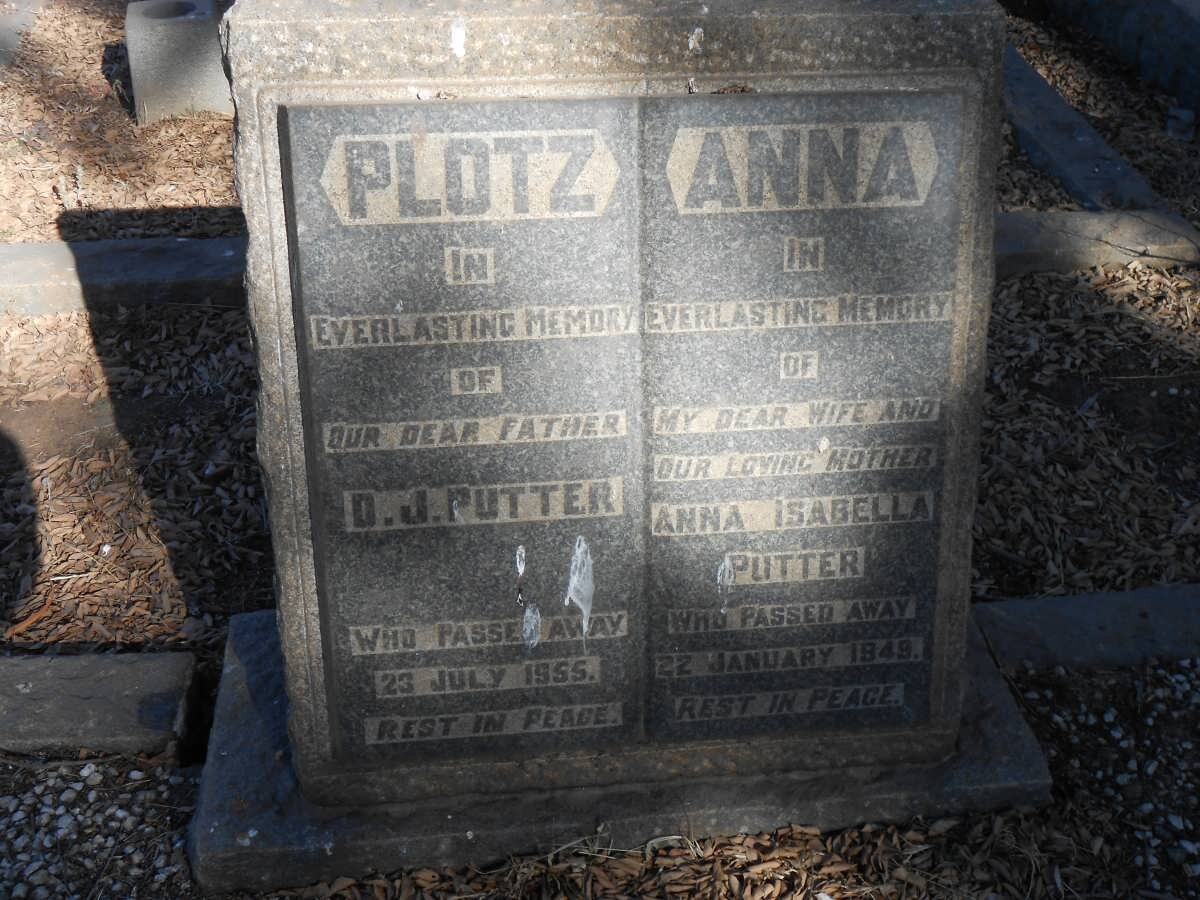 PLOTZ
IN
EVERLASTING MEMORY
OF
OUR DEAR FATHER
D. J. PUTTER
WHO PASSED AWAY
23 JULY 1955.
REST IN PEACE.
ANNA
IN
EVERLASTING MEMORY
OF
MY DEAR WIFE AND
OUR LOVING MOTHER
ANNA ISABELLA
PUTTER
WHO PASSED AWAY
22 JANUARY 1949.
REST IN PEACE.